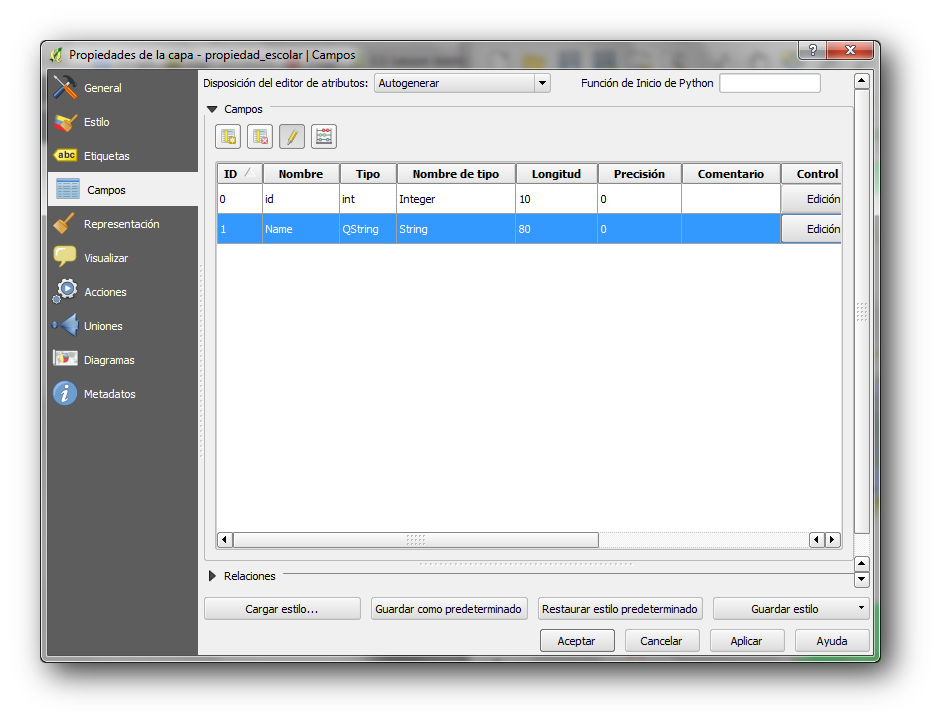 Propiedades de la capa - propiedad_escolar | Campos
?
General
Estilo
abc Etiquetas
Campos
Representación
Visualizar
Acciones
Uniones
Diagramas
i Metadatos
Disposición del editor de atributos: Autogenerar Función de Inicio de Python
Campos
ID Nombre Tipo Nombre de tipo Longitud Precisión Comentario Control
0 id int Integer 10 0 Edición
1 Name QString String 80 0 Edición
Relaciones
Cargar estilo... Guardar como predeterminado Restaurar estilo predeterminado Guardar estilo
Aceptar Cancelar Aplicar Ayuda